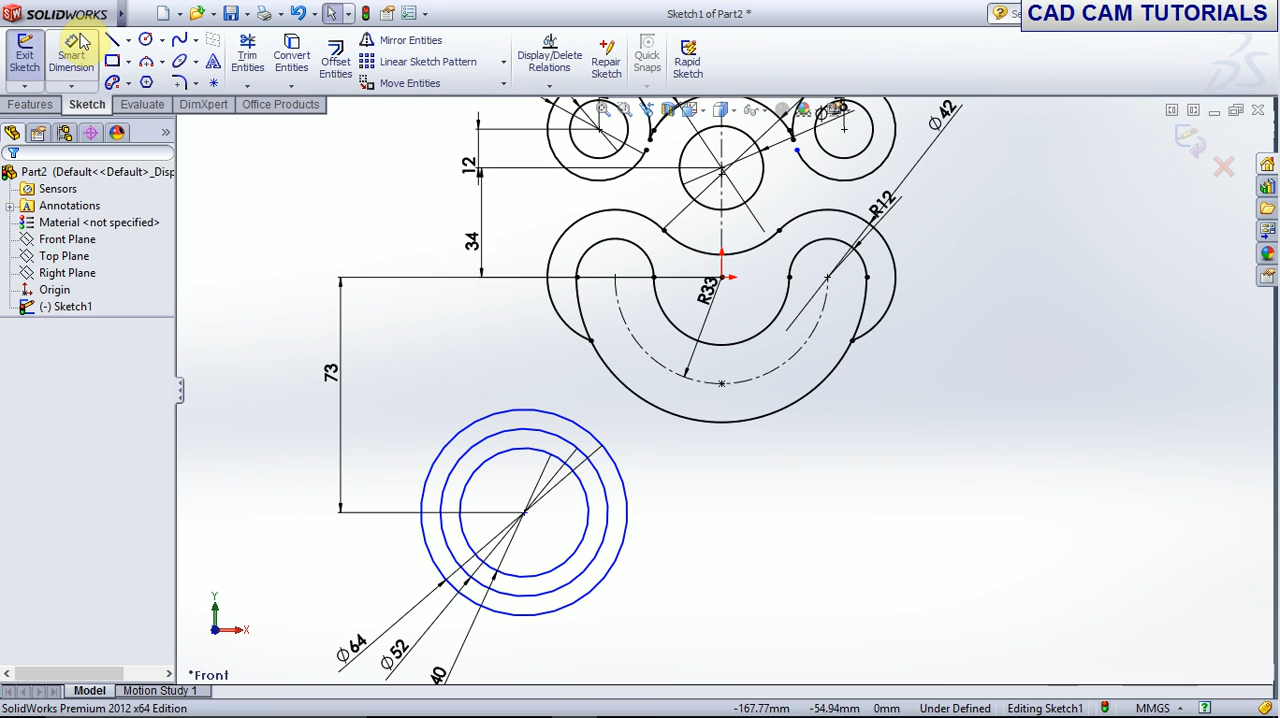 SOLIDWORKS
Sketch1 of Part2 *
CAD CAM TUTORIALS
Exit Sketch
Smart Dimension
Trim Entities
Convert Entities
Offset Entities
Mirror Entities
Linear Sketch Pattern
Move Entities
Display/Delete Relations
Repair Sketch
Quick Snaps
Rapid Sketch
Features
Sketch
Evaluate
DimXpert
Office Products
Part2 (Default<<Default>_Disp
Sensors
Annotations
Material <not specified>
Front Plane
Top Plane
Right Plane
Origin
(-) Sketch1
12
34
73
R33
R12
Ø42
Ø64
Ø52
40
Y
X
*Front
Model
Motion Study 1
SolidWorks Premium 2012 x64 Edition
-167.77mm
-54.94mm
0mm
Under Defined
Editing Sketch1
MMGS